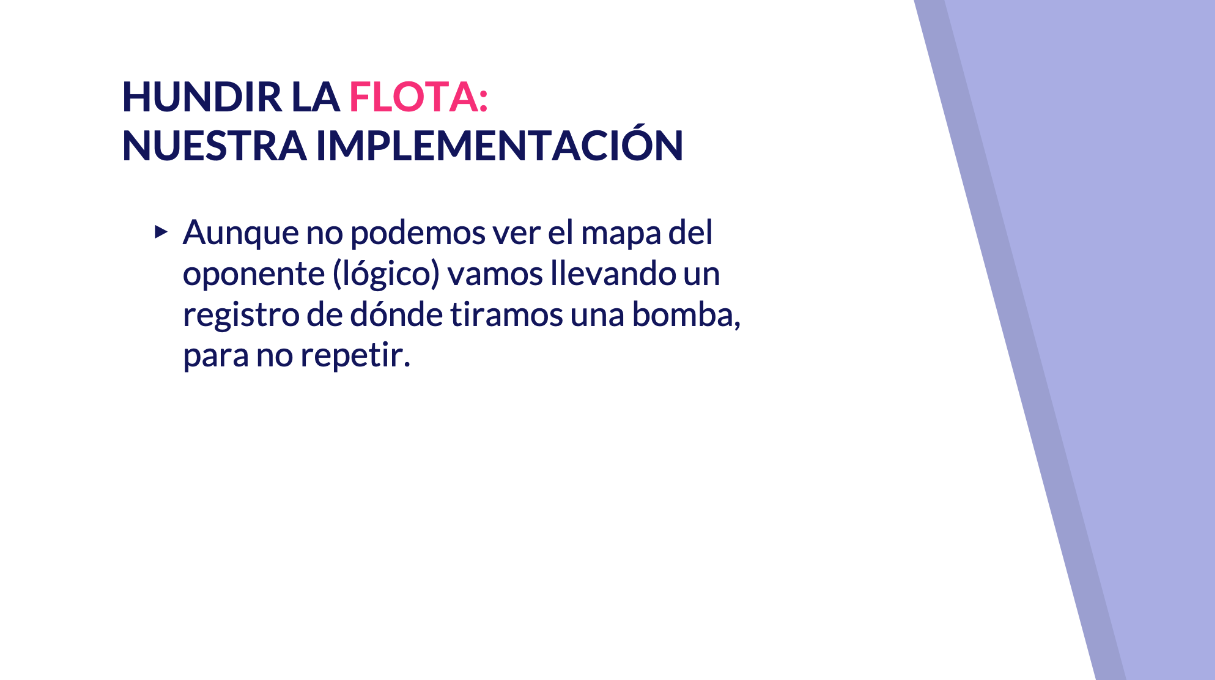 HUNDIR LA FLOTA:
NUESTRA IMPLEMENTACIÓN
▸ Aunque no podemos ver el mapa del
oponente (lógico) vamos llevando un
registro de dónde tiramos una bomba,
para no repetir.